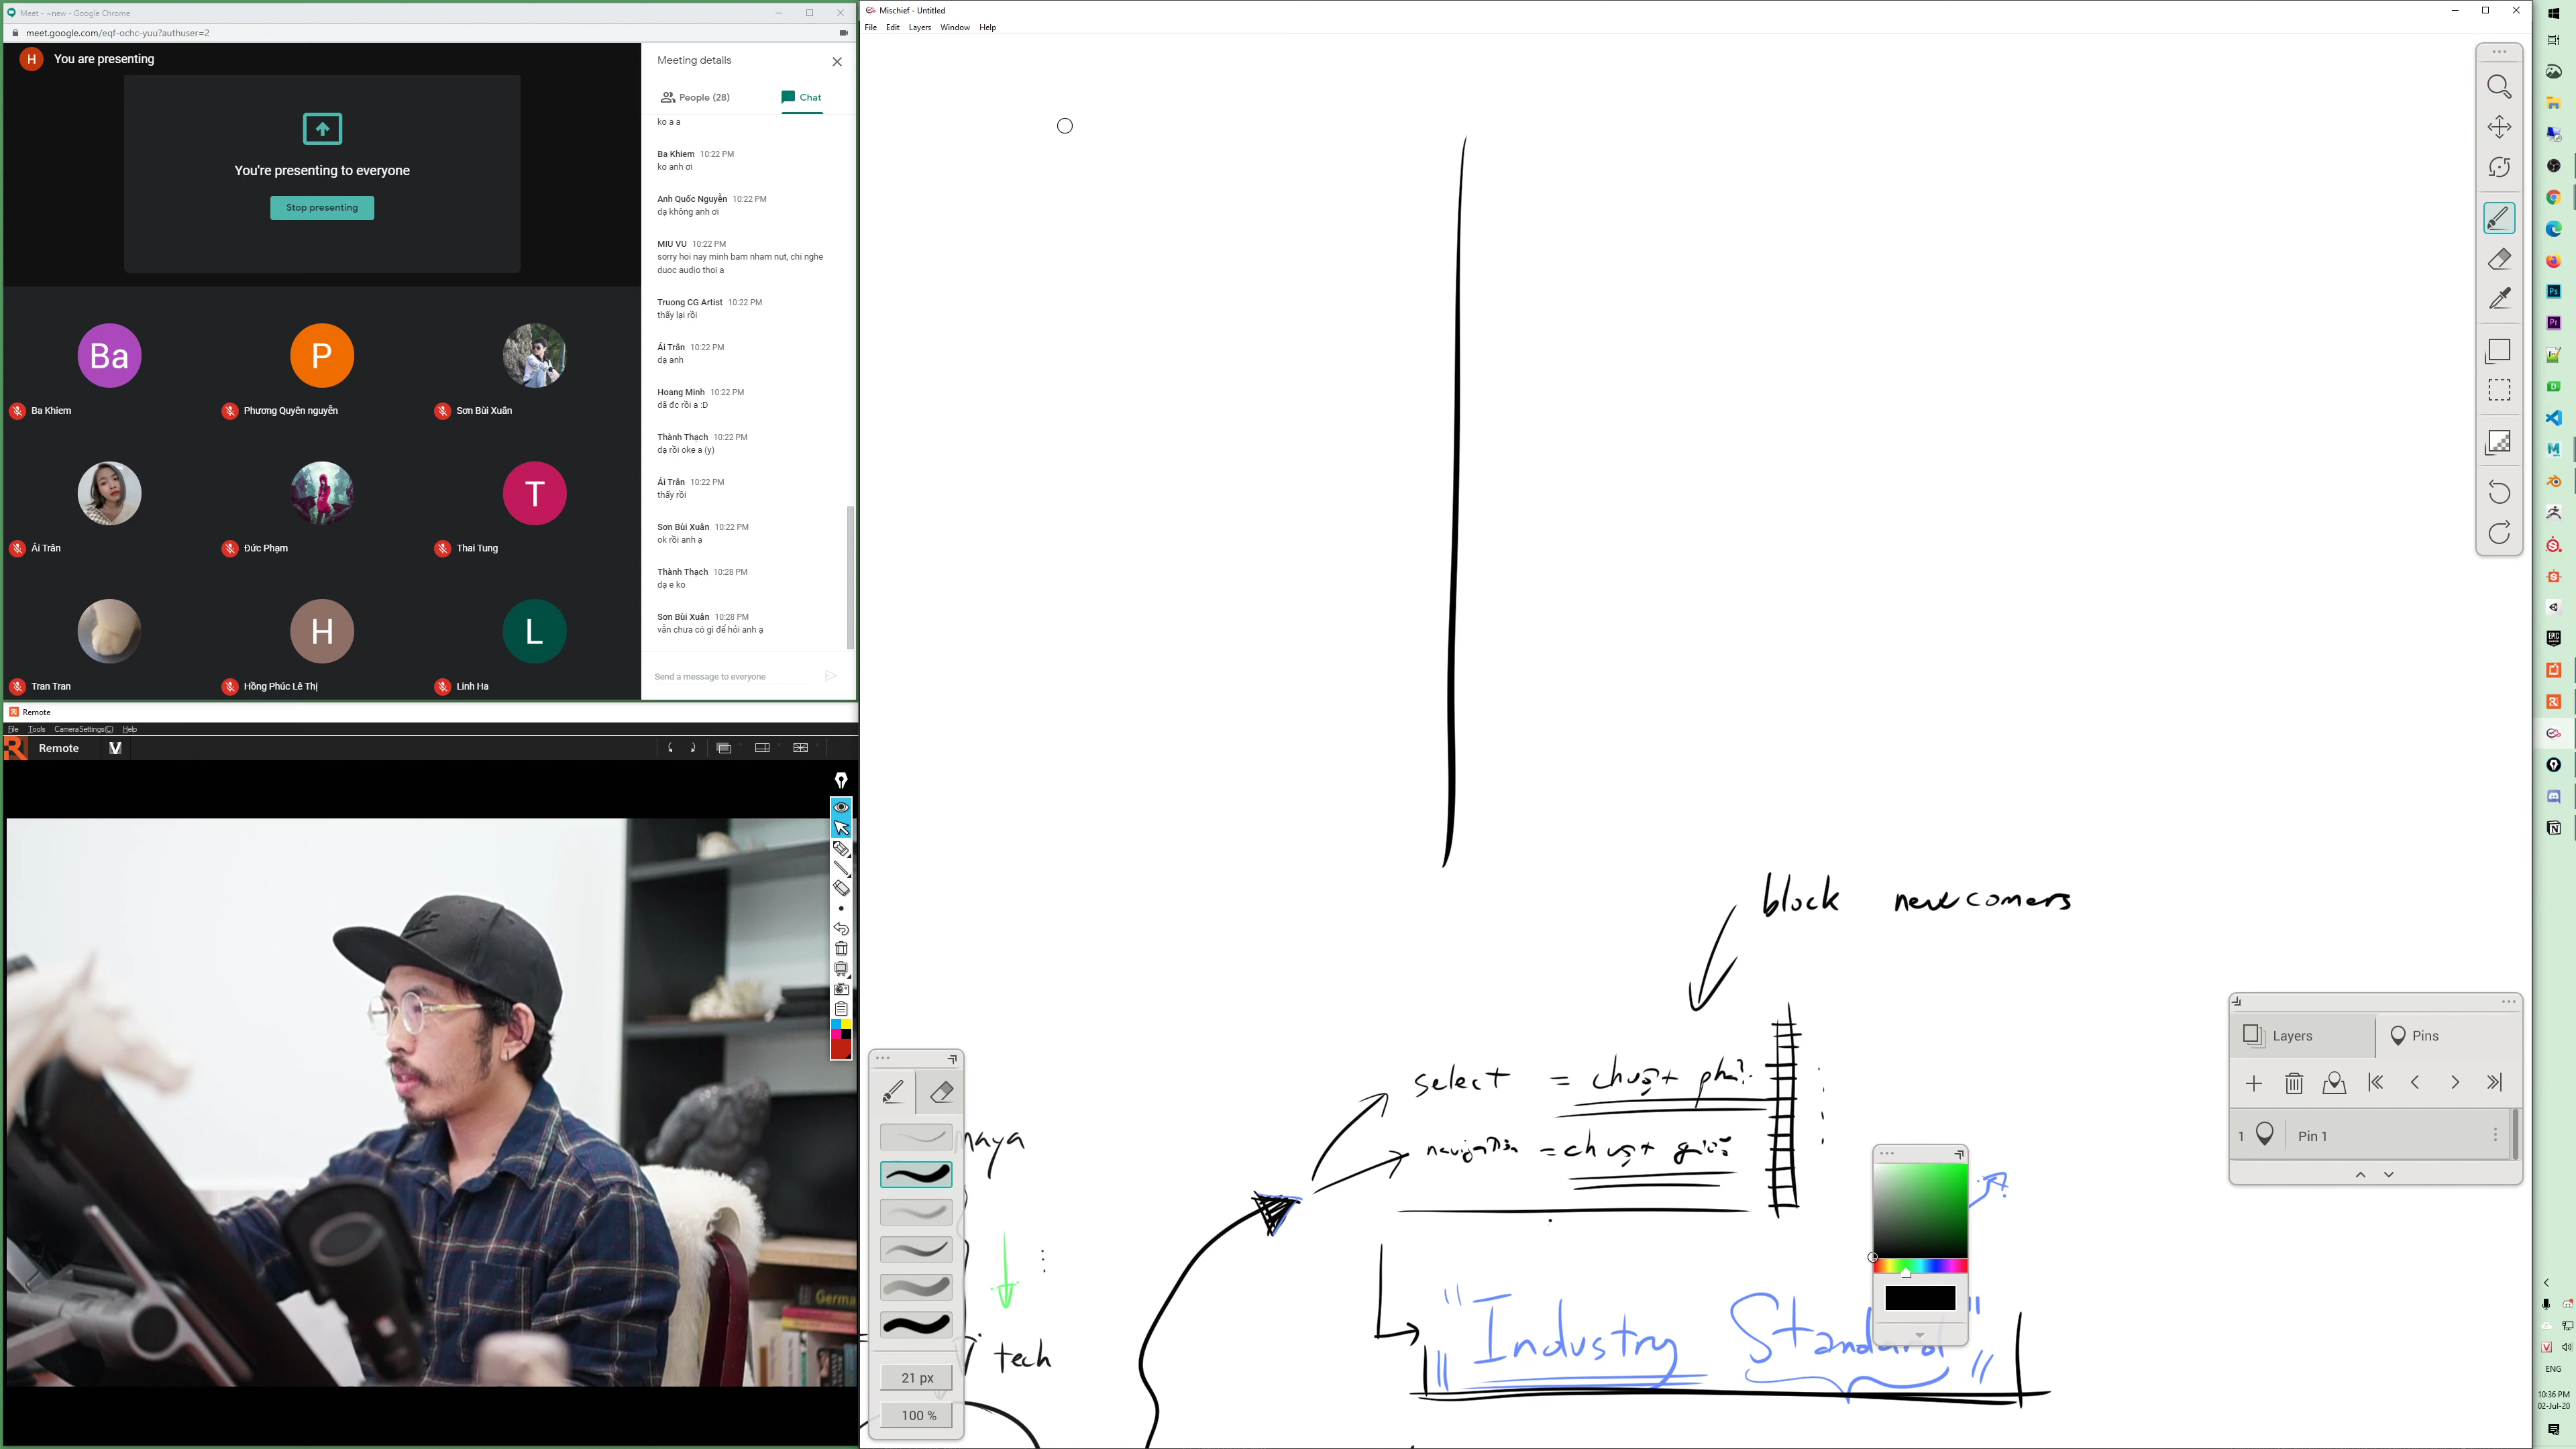 Meet - ~new - Google Chrome
meet.google.com/eqf-ochc-yuu?authuser=2
H
You are presenting
You're presenting to everyone
Stop presenting
Ba
Ba Khiem
P
Phương Quyên nguyễn
Sơn Bùi Xuân
Ái Trân
Đức Phạm
T
Thai Tung
Tran Tran
H
Hồng Phúc Lê Thị
L
Linh Ha
Meeting details
People (28)
Chat
ko a a
Ba Khiem 10:22 PM
ko anh ơi
Anh Quốc Nguyễn 10:22 PM
dạ không anh ơi
MIU VU 10:22 PM
sorry hoi nay minh bam nham nut, chi nghe
duoc audio thoi a
Truong CG Artist 10:22 PM
thấy lại rồi
Ái Trân 10:22 PM
dạ anh
Hoang Minh 10:22 PM
dã đc rồi a :D
Thành Thạch 10:22 PM
dạ rồi oke a (y)
Ái Trân 10:22 PM
thấy rồi
Sơn Bùi Xuân 10:22 PM
ok rồi anh ạ
Thành Thạch 10:28 PM
dạ e ko
Sơn Bùi Xuân 10:28 PM
vẫn chưa có gì để hỏi anh ạ
Send a message to everyone
Remote
File Tools CameraSettings(C) Help
Remote
V
Germa
Mischief - Untitled
File Edit Layers Window Help
block newcomers
select = chuột phải
navigation = chuột giữa
"Industry Standard"
maya
tech
21 px
100 %
Layers
Pins
1 Pin 1
Ps
Pr
EPIC
ENG
10:36 PM
02-Jul-20